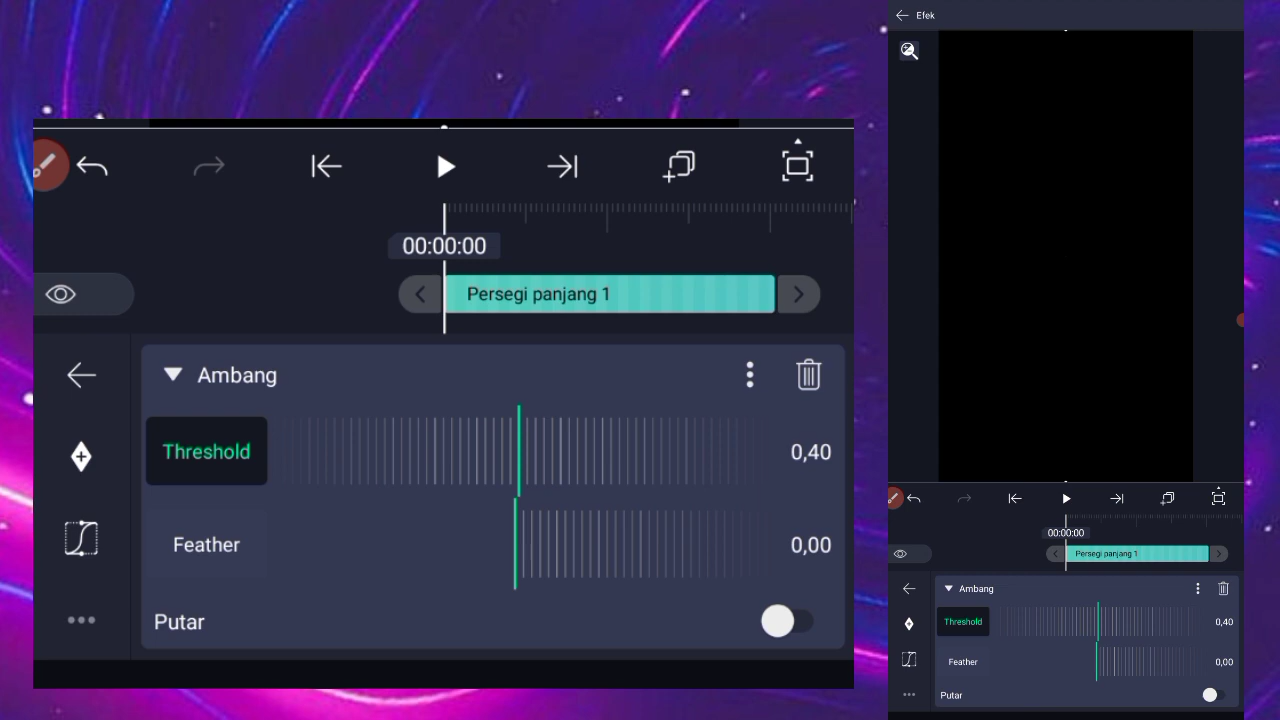 00:00:00
Persegi panjang 1
Ambang
Threshold
0,40
Feather
0,00
Putar
Efek
00:00:00
Persegi panjang 1
Ambang
Threshold
0,40
Feather
0,00
Putar